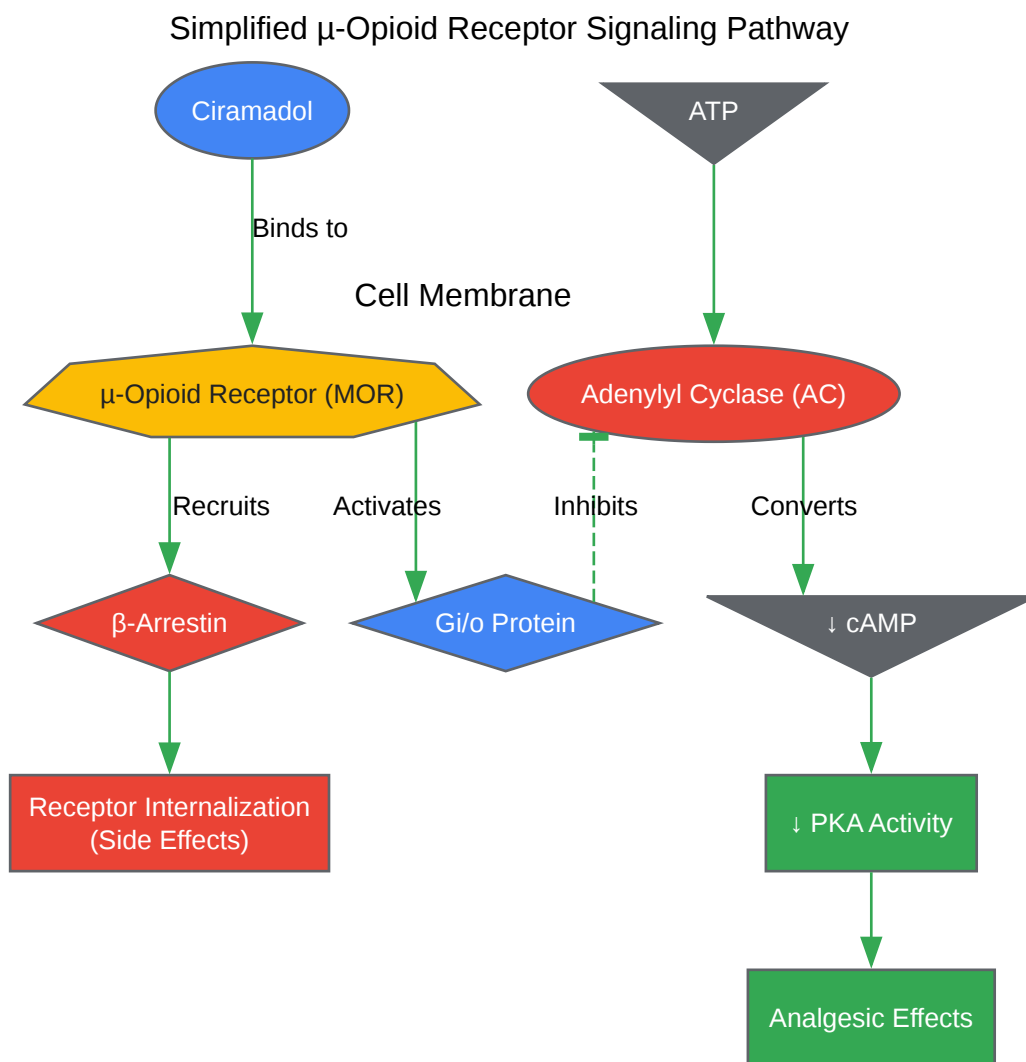 Simplified µ-Opioid Receptor Signaling Pathway
Ciramadol
ATP
Binds to
Cell Membrane
µ-Opioid Receptor (MOR)
Adenylyl Cyclase (AC)
Recruits
Activates
Inhibits
Converts
β-Arrestin
Gi/o Protein
↓ cAMP
Receptor Internalization
(Side Effects)
↓ PKA Activity
Analgesic Effects